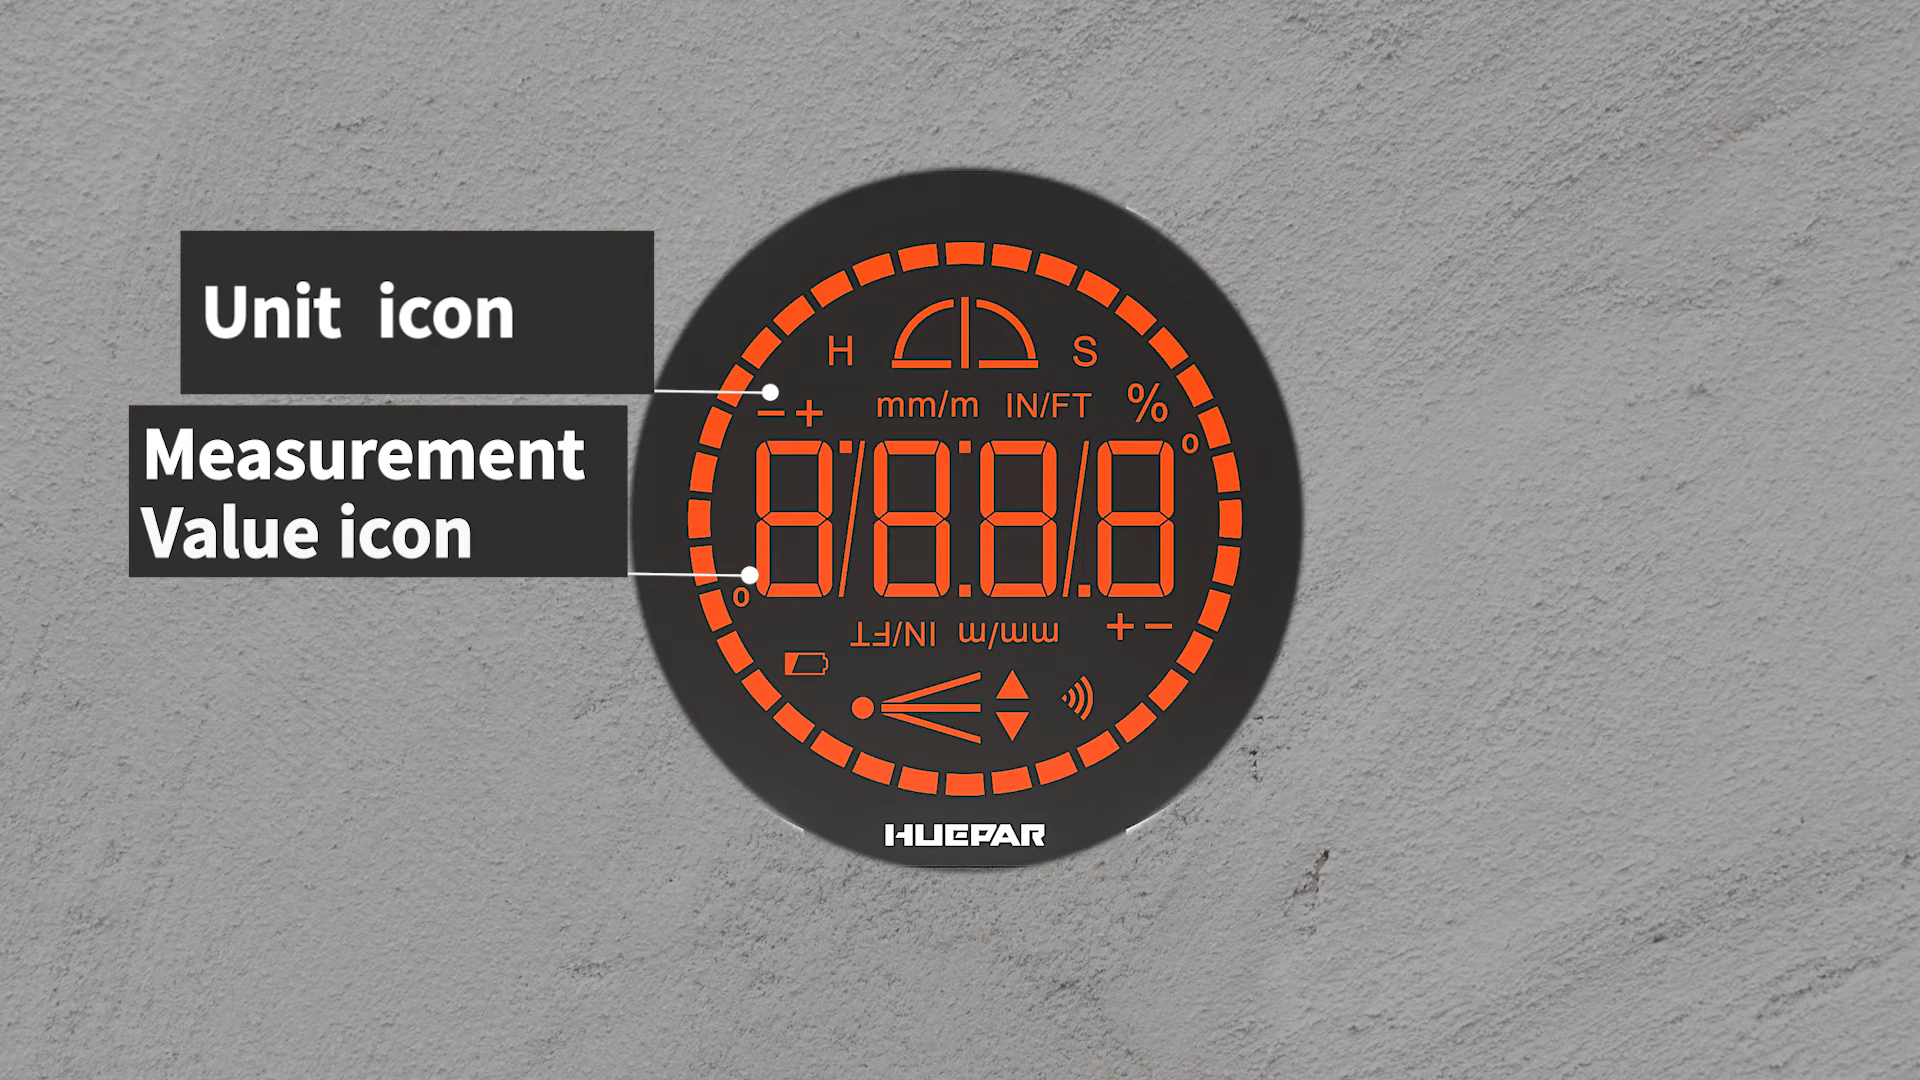 Unit icon
Measurement
Value icon
H S
−+ mm/m IN/FT %
8/8.8/.8°
°
IN/FT mm/m +−
HUEPAR